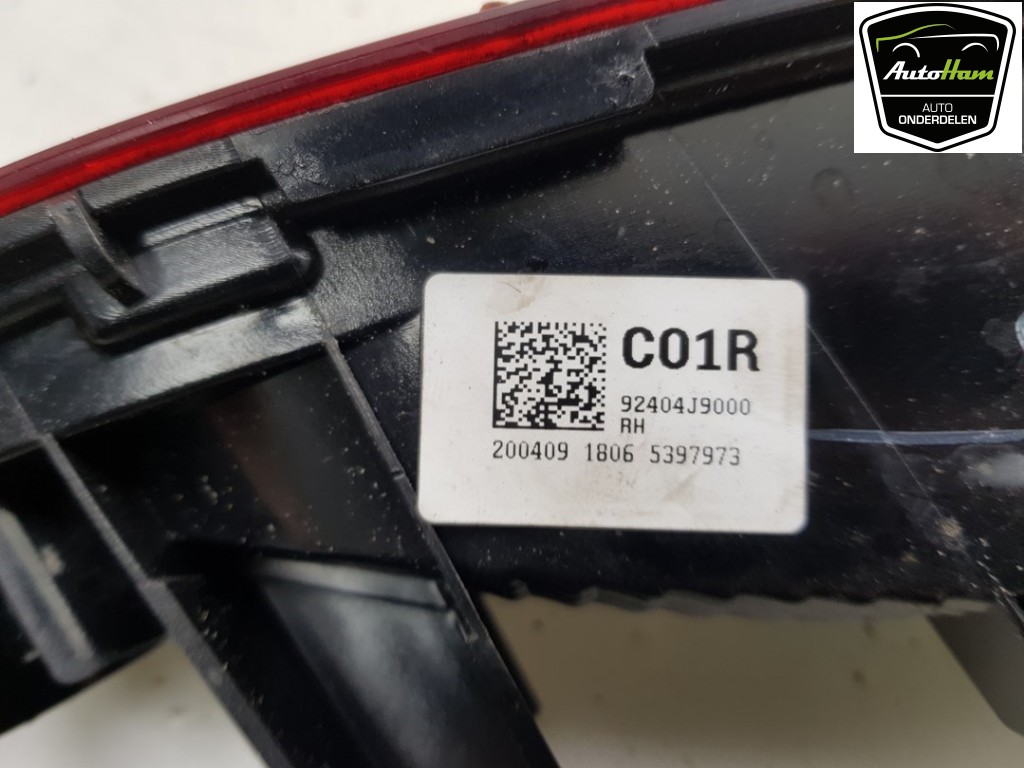 AutoHam
AUTO
ONDERDELEN
C01R
92404J9000
RH
200409 1806 5397973